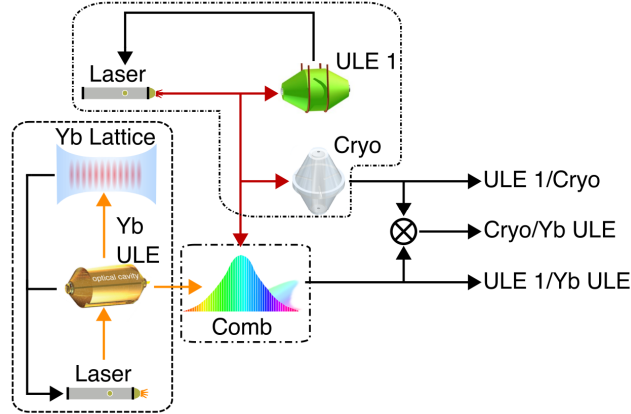 Laser
ULE 1
Cryo
Yb Lattice
Yb
ULE
optical cavity
Laser
Comb
ULE 1/Cryo
Cryo/Yb ULE
ULE 1/Yb ULE